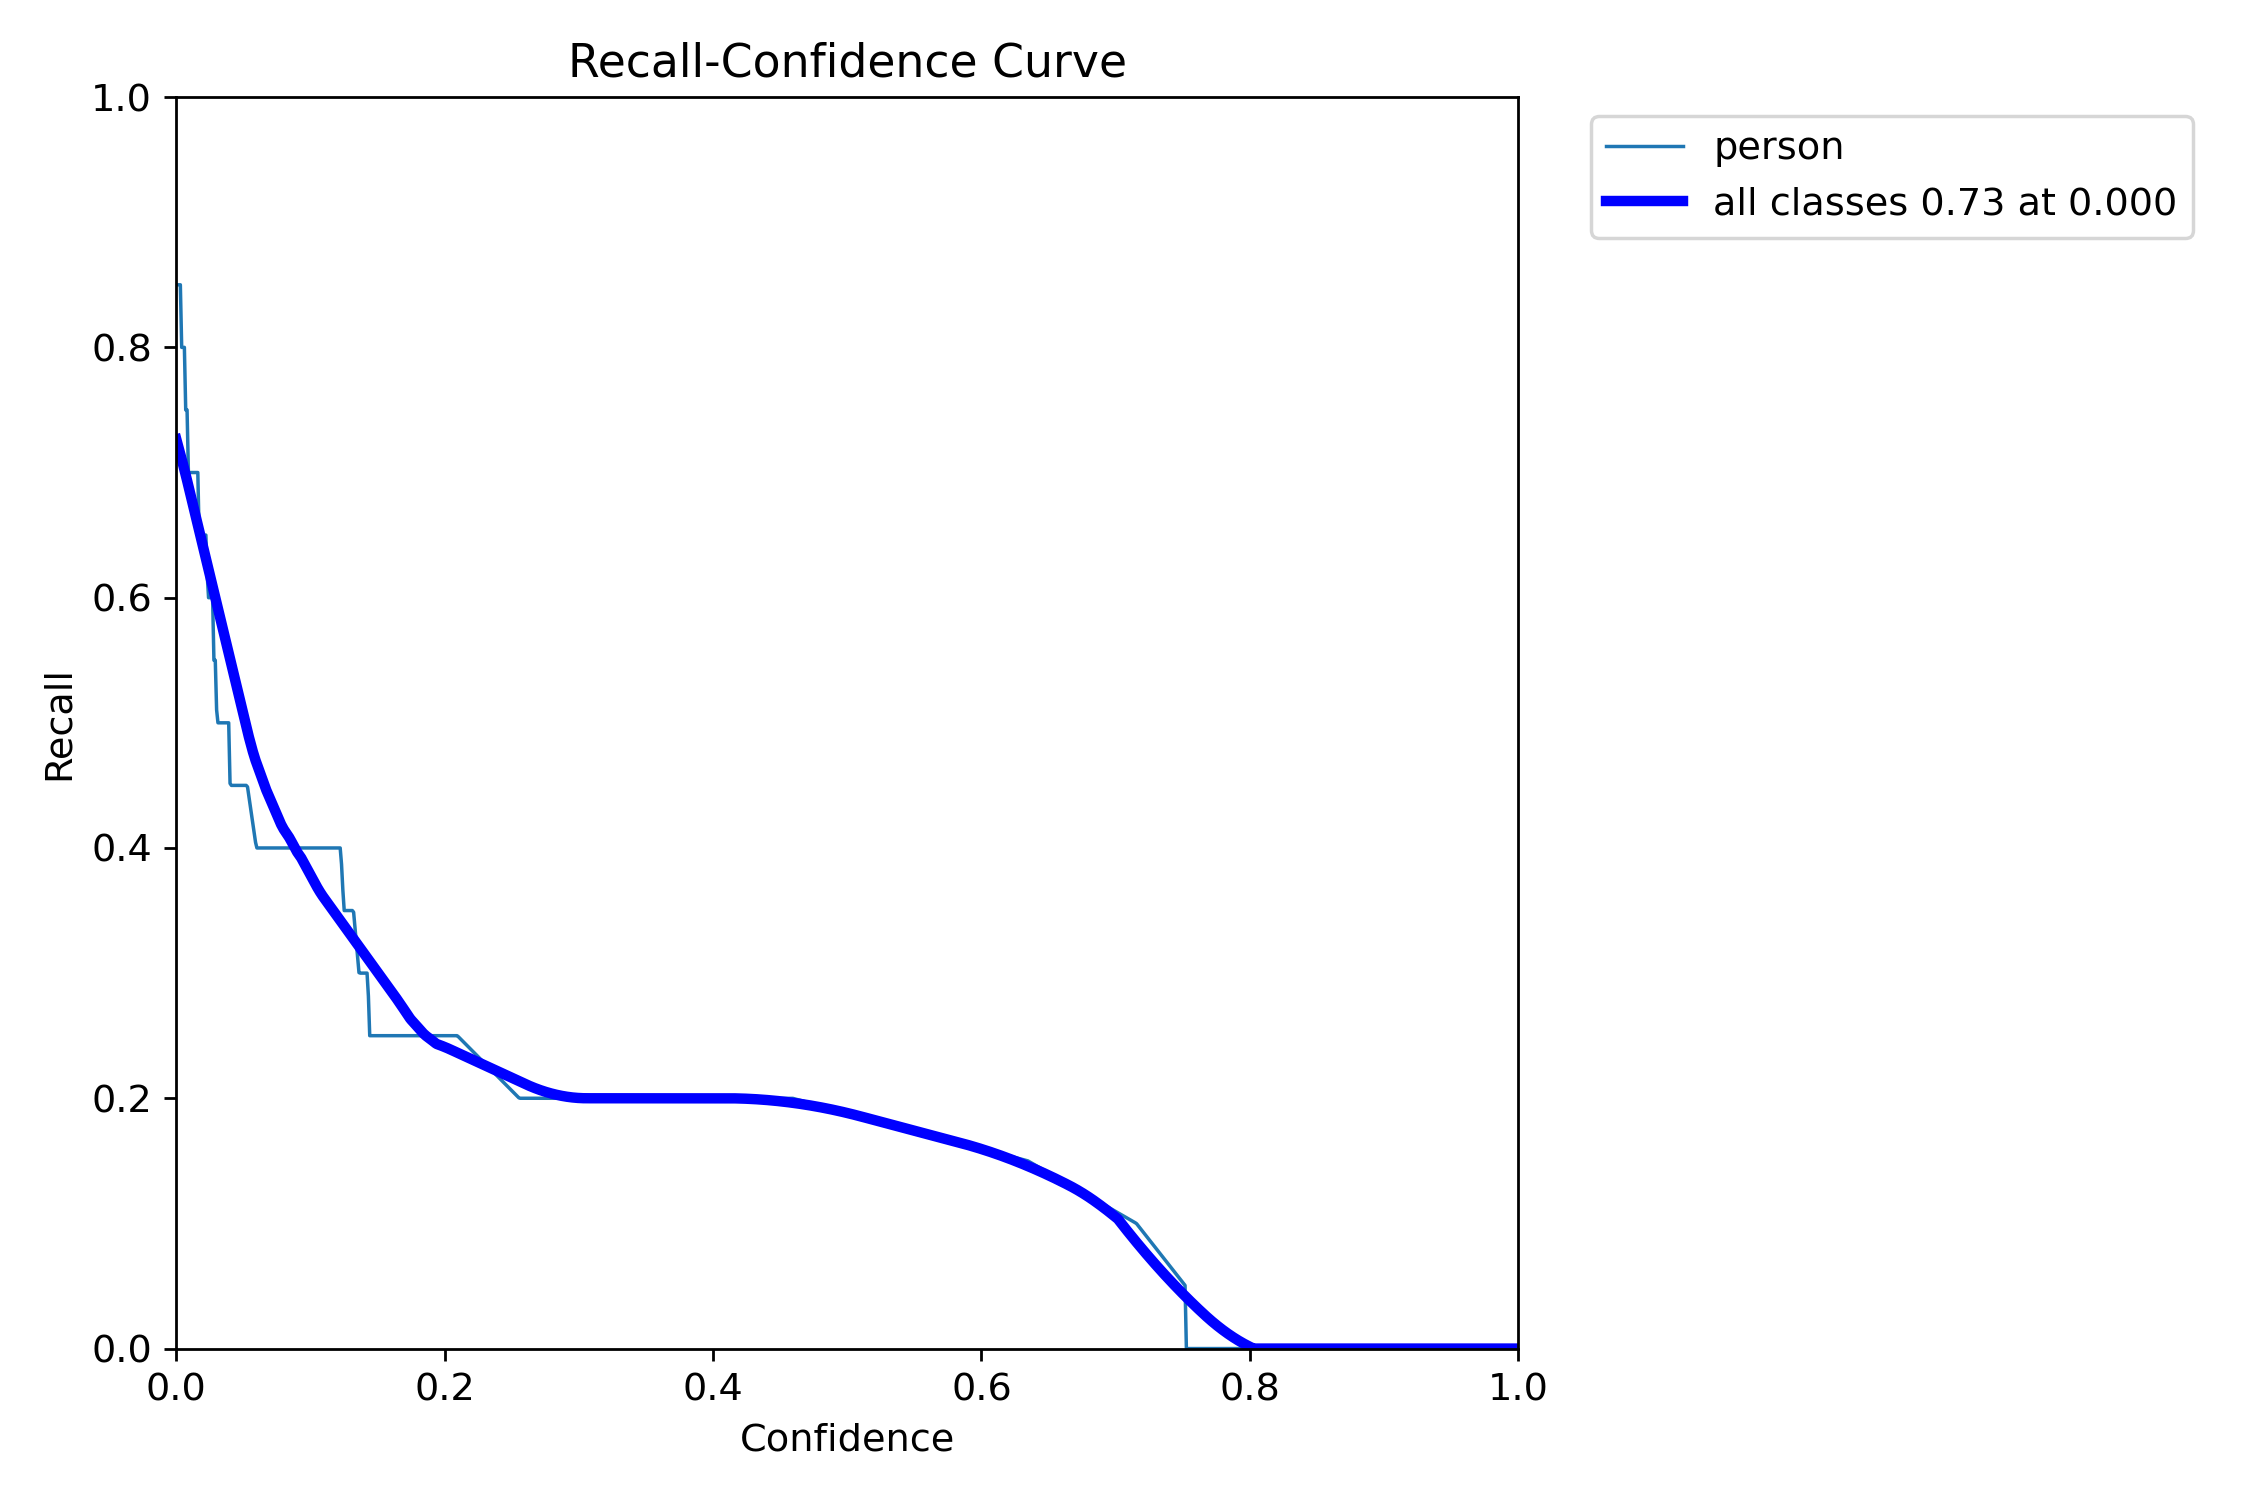 Recall-Confidence Curve
1.0
0.8
0.6
0.4
0.2
0.0
Recall
0.0 0.2 0.4 0.6 0.8 1.0
Confidence
person
all classes 0.73 at 0.000